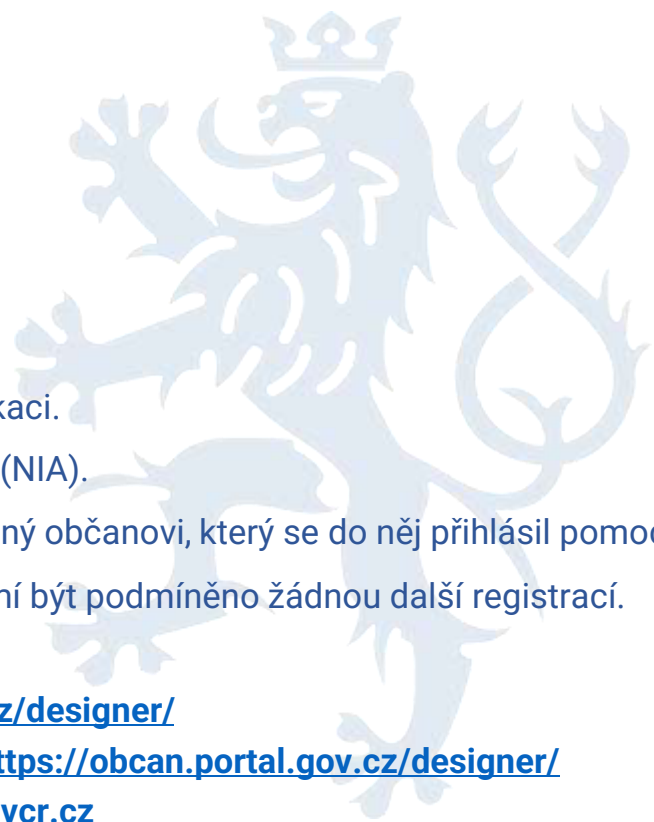 kaci.
(NIA).
ný občanovi, který se do něj přihlásil pomoc
ní být podmíněno žádnou další registrací.
z/designer/
ttps://obcan.portal.gov.cz/designer/
vcr.cz